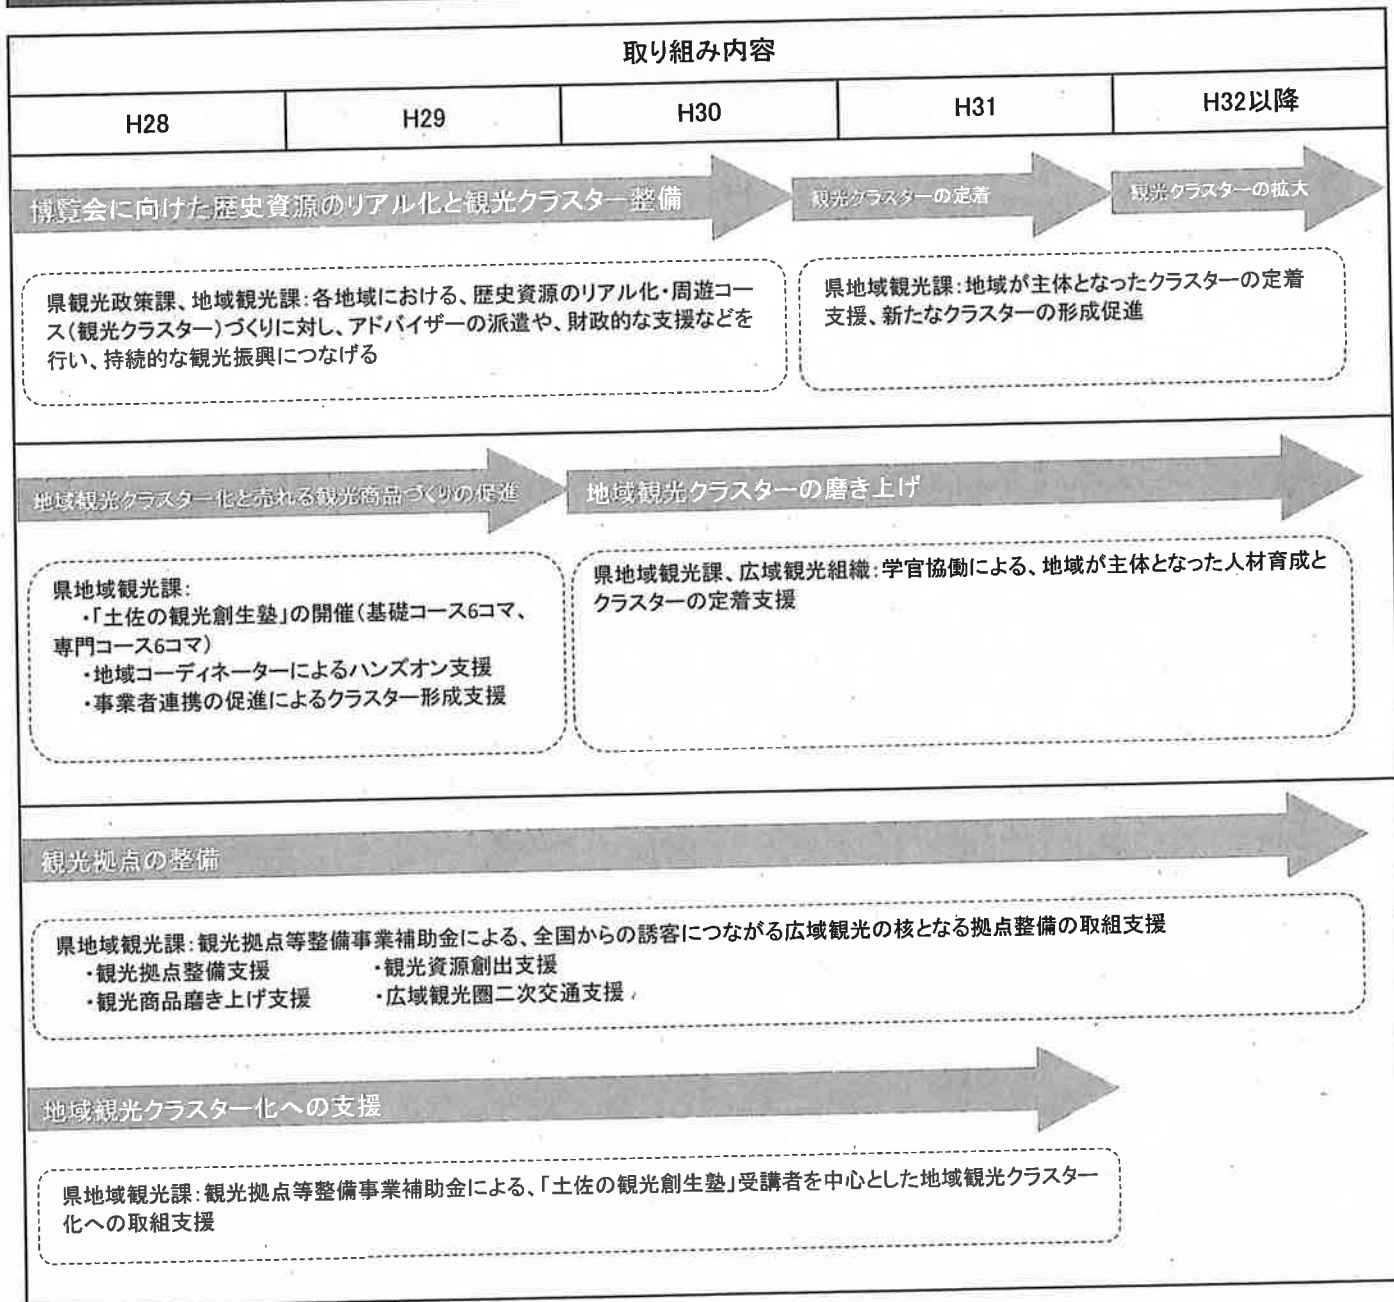 取り組み内容
H28
H29
H30
H31
H32以降
博覧会に向けた歴史資源のリアル化と観光クラスター整備
観光クラスターの定着
観光クラスターの拡大
県観光政策課、地域観光課:各地域における、歴史資源のリアル化・周遊コー
ス(観光クラスター)づくりに対し、アドバイザーの派遣や、財政的な支援などを
行い、持続的な観光振興につなげる
県地域観光課:地域が主体となったクラスターの定着
支援、新たなクラスターの形成促進
地域観光クラスター化と売れる観光商品づくりの促進
地域観光クラスターの磨き上げ
県地域観光課:
・「土佐の観光創生塾」の開催(基礎コース6コマ、
専門コース6コマ)
・地域コーディネーターによるハンズオン支援
・事業者連携の促進によるクラスター形成支援
県地域観光課、広域観光組織:学官協働による、地域が主体となった人材育成と
クラスターの定着支援
観光拠点の整備
県地域観光課:観光拠点等整備事業補助金による、全国からの誘客につながる広域観光の核となる拠点整備の取組支援
・観光拠点整備支援 ・観光資源創出支援
・観光商品磨き上げ支援 ・広域観光圏二次交通支援
地域観光クラスター化への支援
県地域観光課:観光拠点等整備事業補助金による、「土佐の観光創生塾」受講者を中心とした地域観光クラスター
化への取組支援